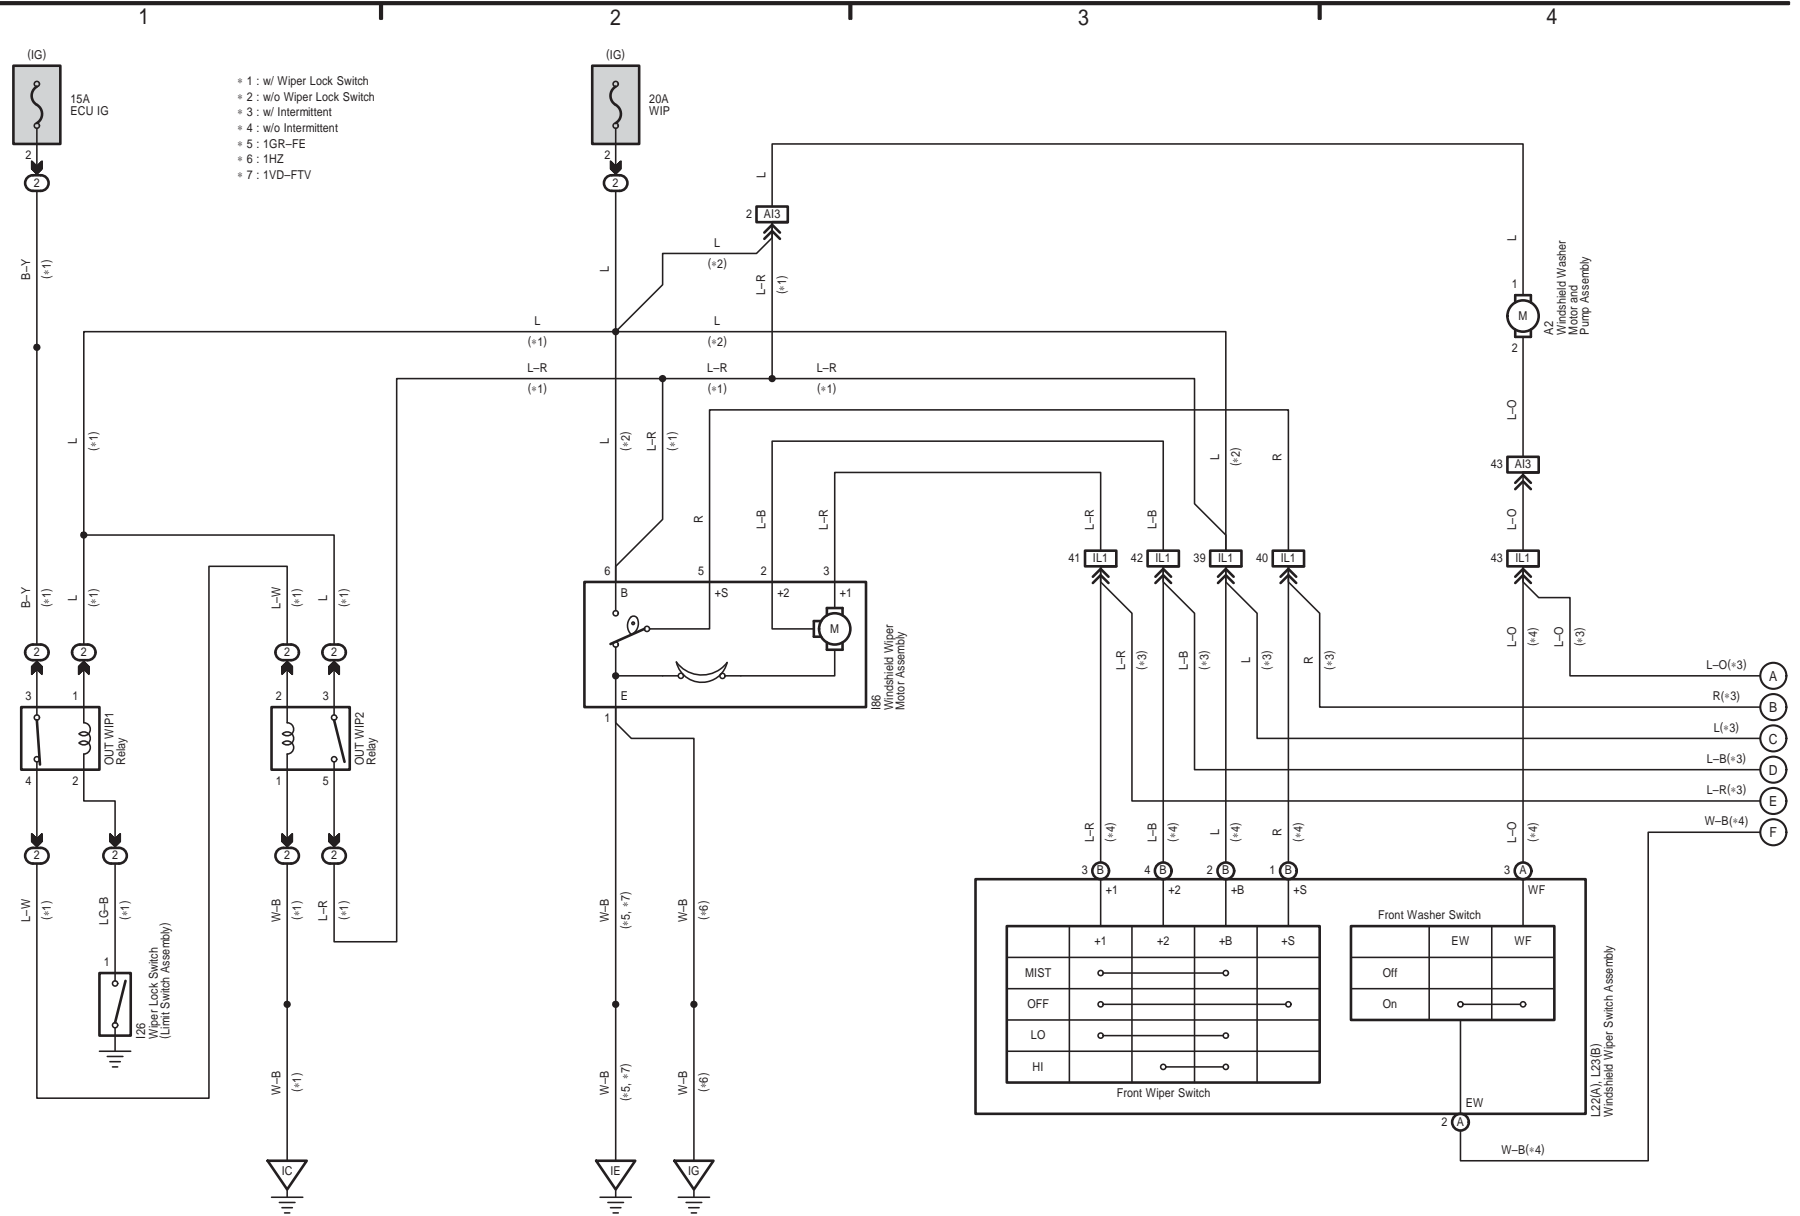 1 2 3 4
(IG)
15A
ECU IG
2
2
∗ 1 : w/ Wiper Lock Switch
∗ 2 : w/o Wiper Lock Switch
∗ 3 : w/ Intermittent
∗ 4 : w/o Intermittent
∗ 5 : 1GR–FE
∗ 6 : 1HZ
∗ 7 : 1VD–FTV
(IG)
20A
WIP
2
2
L
2 AI3
L
(∗2)
L–R
(∗1)
B–Y
(∗1)
L
L
1
M
2
A2
Windshield Washer
Motor and
Pump Assembly
L
(∗1)
L
(∗2)
L–R
(∗1)
L–R
(∗1)
L–R
(∗1)
L
(∗1)
L
(∗2)
L–R
(∗1)
L
(∗2)
R
L–O
43 AI3
R
L–B
L–R
L–R
L–B
L–O
41 IL1
42 IL1
39 IL1
40 IL1
43 IL1
B–Y
(∗1)
L
(∗1)
L–W
(∗1)
L
(∗1)
2
2
2
2
3 1
OUT WIP1
Relay
4 2
2 3
OUT WIP2
Relay
1 5
6 5 2 3
B +S +2 +1
M
E
1
I86
Windshield Wiper
Motor Assembly
L–R
(∗3)
L–B
(∗3)
L
(∗3)
R
(∗3)
L–O
(∗4)
L–O
(∗3)
L–O(∗3) A
R(∗3) B
L(∗3) C
L–B(∗3) D
L–R(∗3) E
W–B(∗4) F
2
2
2
2
L–R
(∗4)
L–B
(∗4)
L
(∗4)
R
(∗4)
L–O
(∗4)
L–W
(∗1)
LG–B
(∗1)
W–B
(∗1)
L–R
(∗1)
W–B
(∗5, ∗7)
W–B
(∗6)
1
I26
Wiper Lock Switch
(Limit Switch Assembly)
W–B
(∗1)
W–B
(∗5, ∗7)
W–B
(∗6)
IC
IE
IG
3 B 4 B 2 B 1 B 3 A
+1 +2 +B +S WF
Front Washer Switch
+1 +2 +B +S
MIST
OFF
LO
HI
Front Wiper Switch
EW WF
Off
On
EW
2 A
W–B(∗4)
L22(A), L23(B)
Windshield Wiper Switch Assembly